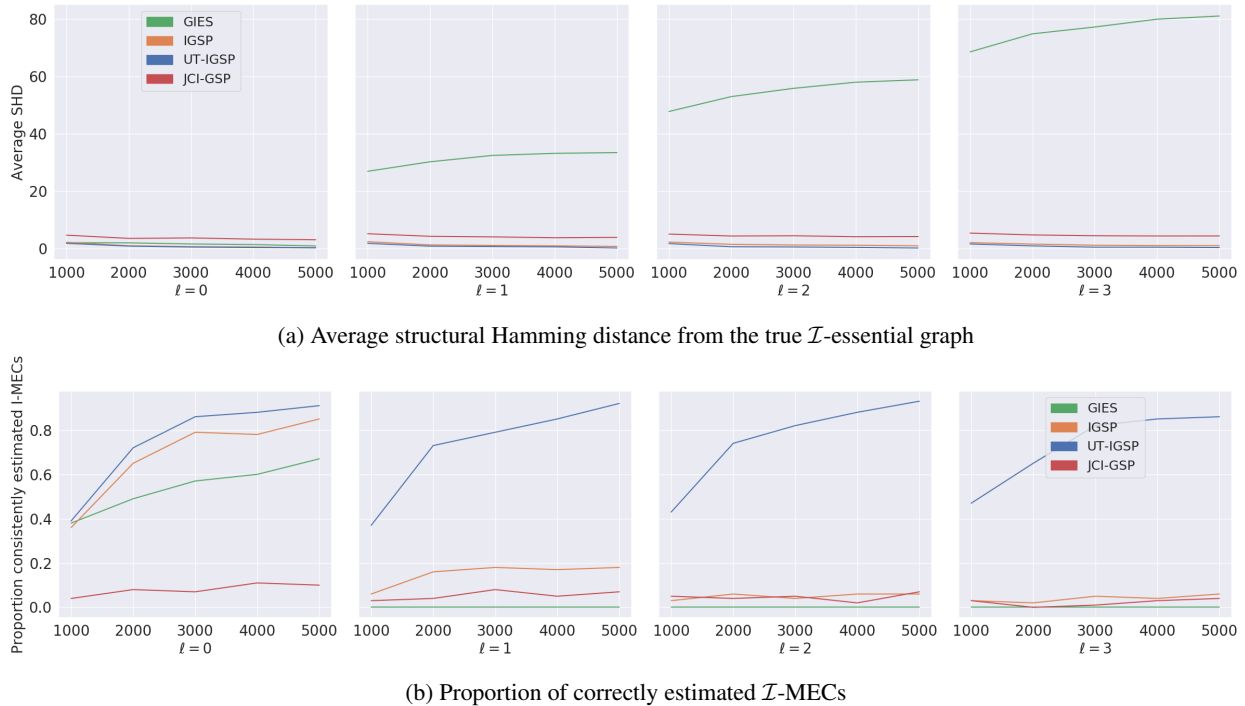 80
60
40
20
0
Average SHD
GIES
IGSP
UT-IGSP
JCI-GSP
1000 2000 3000 4000 5000
1000 2000 3000 4000 5000
1000 2000 3000 4000 5000
1000 2000 3000 4000 5000
ℓ = 0
ℓ = 1
ℓ = 2
ℓ = 3
(a) Average structural Hamming distance from the true ℐ-essential graph
Proportion consistently estimated I-MECs
0.8
0.6
0.4
0.2
0.0
GIES
IGSP
UT-IGSP
JCI-GSP
1000 2000 3000 4000 5000
1000 2000 3000 4000 5000
1000 2000 3000 4000 5000
1000 2000 3000 4000 5000
ℓ = 0
ℓ = 1
ℓ = 2
ℓ = 3
(b) Proportion of correctly estimated ℐ-MECs